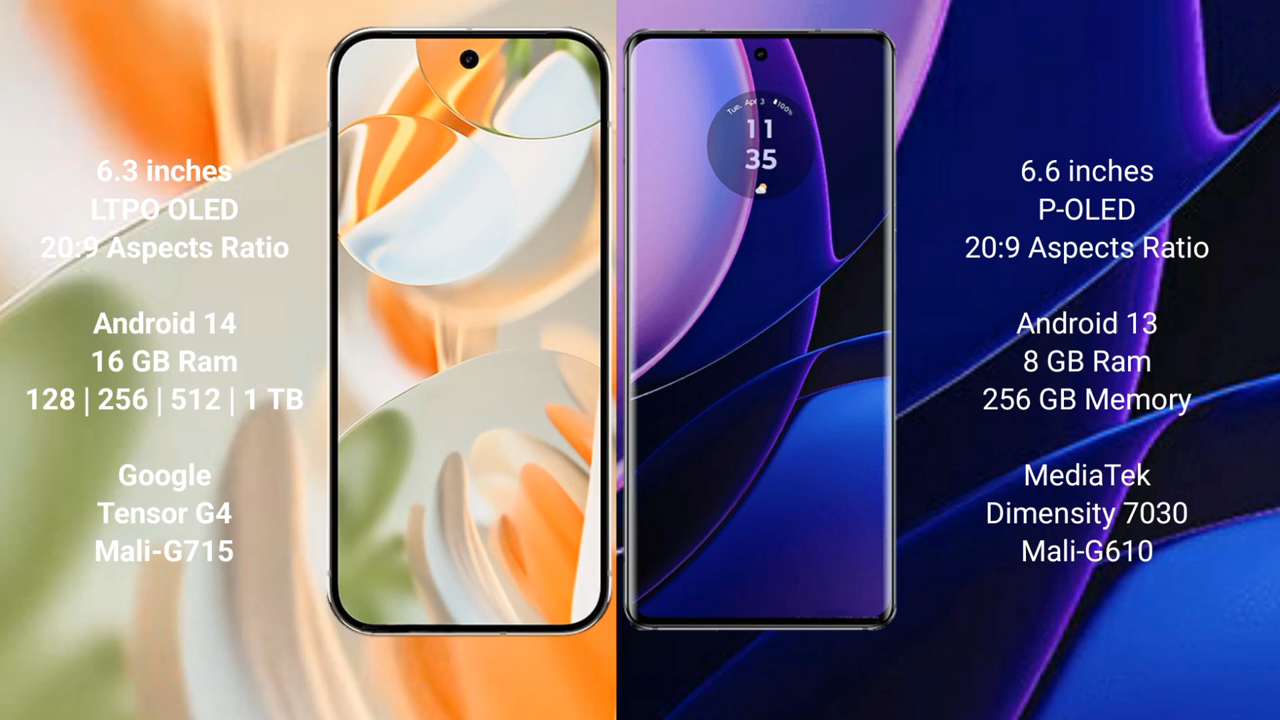 6.3 inches
LTPO OLED
20:9 Aspects Ratio
Android 14
16 GB Ram
128 | 256 | 512 | 1 TB
Google
Tensor G4
Mali-G715
Tue, Apr 3 100%
11
35
6.6 inches
P-OLED
20:9 Aspects Ratio
Android 13
8 GB Ram
256 GB Memory
MediaTek
Dimensity 7030
Mali-G610